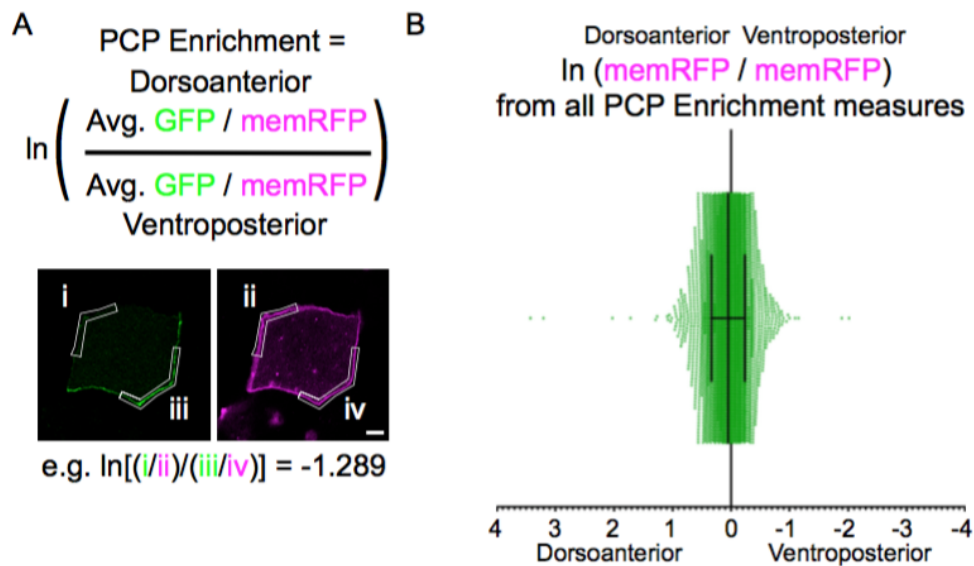 A
PCP Enrichment =
Dorsoanterior
ln ( Avg. GFP / memRFP
Avg. GFP / memRFP )
Ventroposterior
i
ii
iii
iv
e.g. ln[(i/ii)/(iii/iv)] = -1.289
B
Dorsoanterior Ventroposterior
ln (memRFP / memRFP)
from all PCP Enrichment measures
4 3 2 1 0 -1 -2 -3 -4
Dorsoanterior Ventroposterior